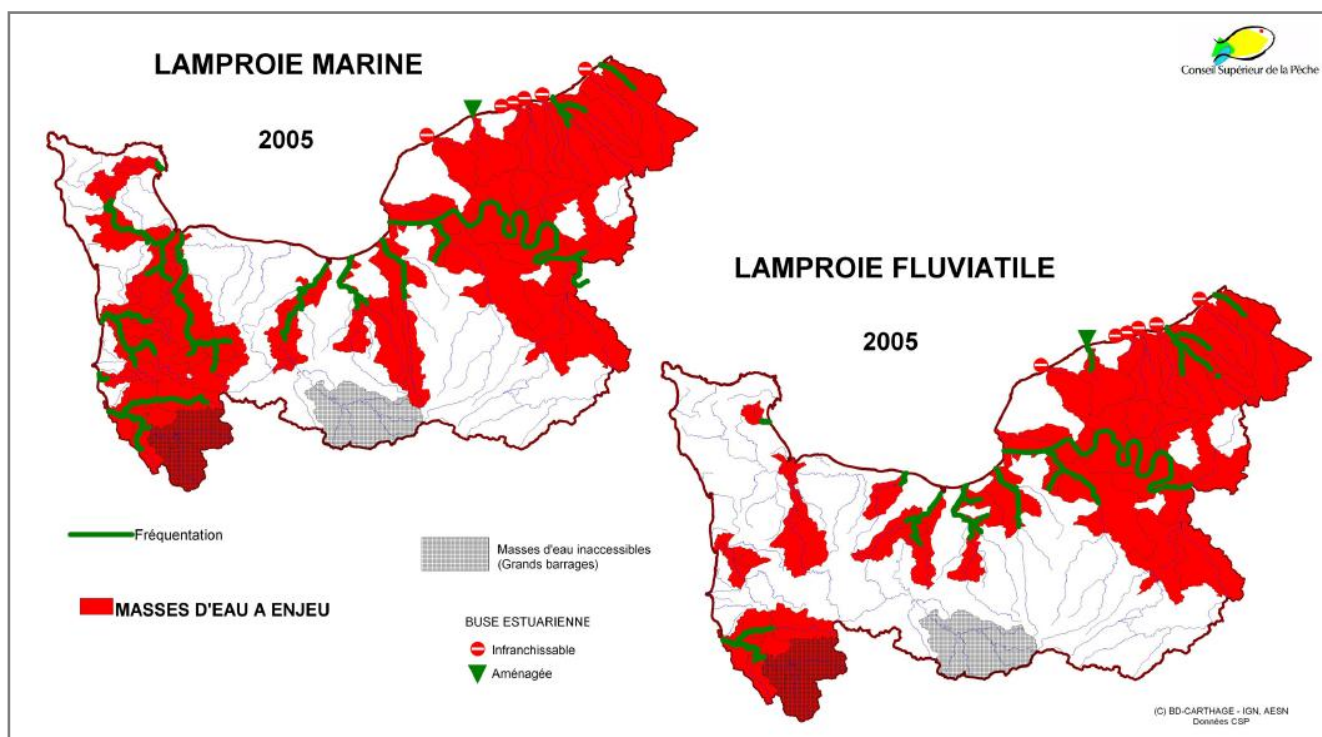 LAMPROIE MARINE
2005
Conseil Supérieur de la Pêche
LAMPROIE FLUVIATILE
2005
Fréquentation
Masses d'eau inaccessibles
(Grands barrages)
MASSES D'EAU A ENJEU
BUSE ESTUARIENNE
Infranchissable
Aménagée
(C) BD-CARTHAGE - IGN, AESN
Données CSP